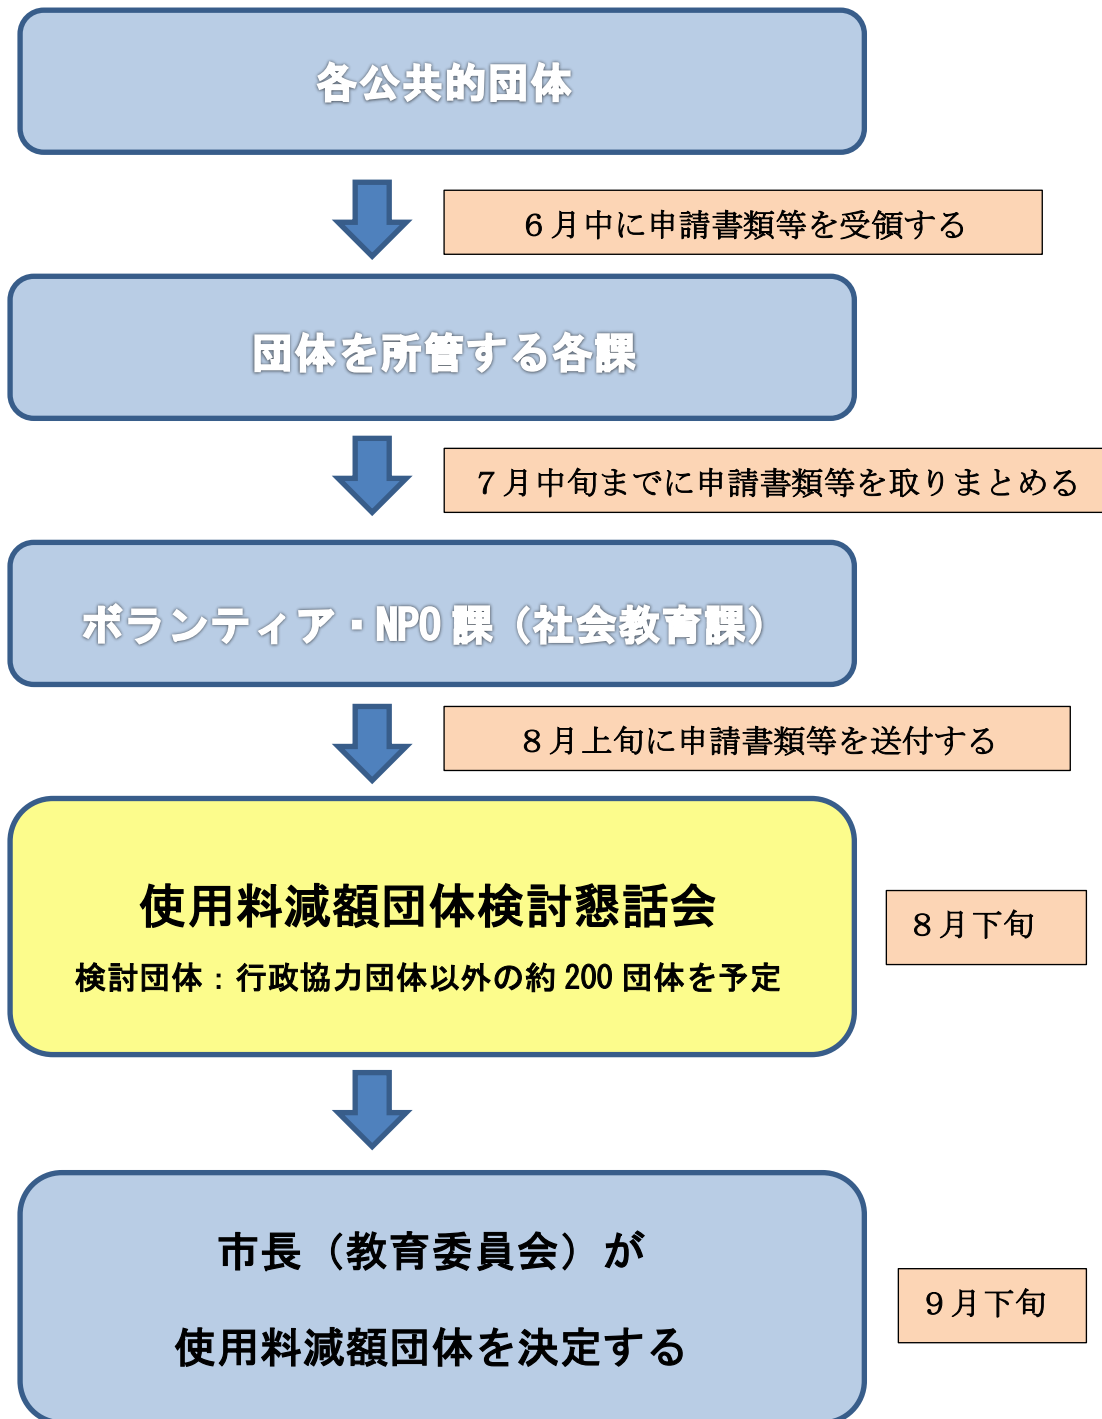 各公共的団体
６月中に申請書類等を受領する
団体を所管する各課
７月中旬までに申請書類等を取りまとめる
ボランティア・NPO 課（社会教育課）
８月上旬に申請書類等を送付する
使用料減額団体検討懇話会
検討団体：行政協力団体以外の約 200 団体を予定
８月下旬
市長（教育委員会）が
使用料減額団体を決定する
９月下旬